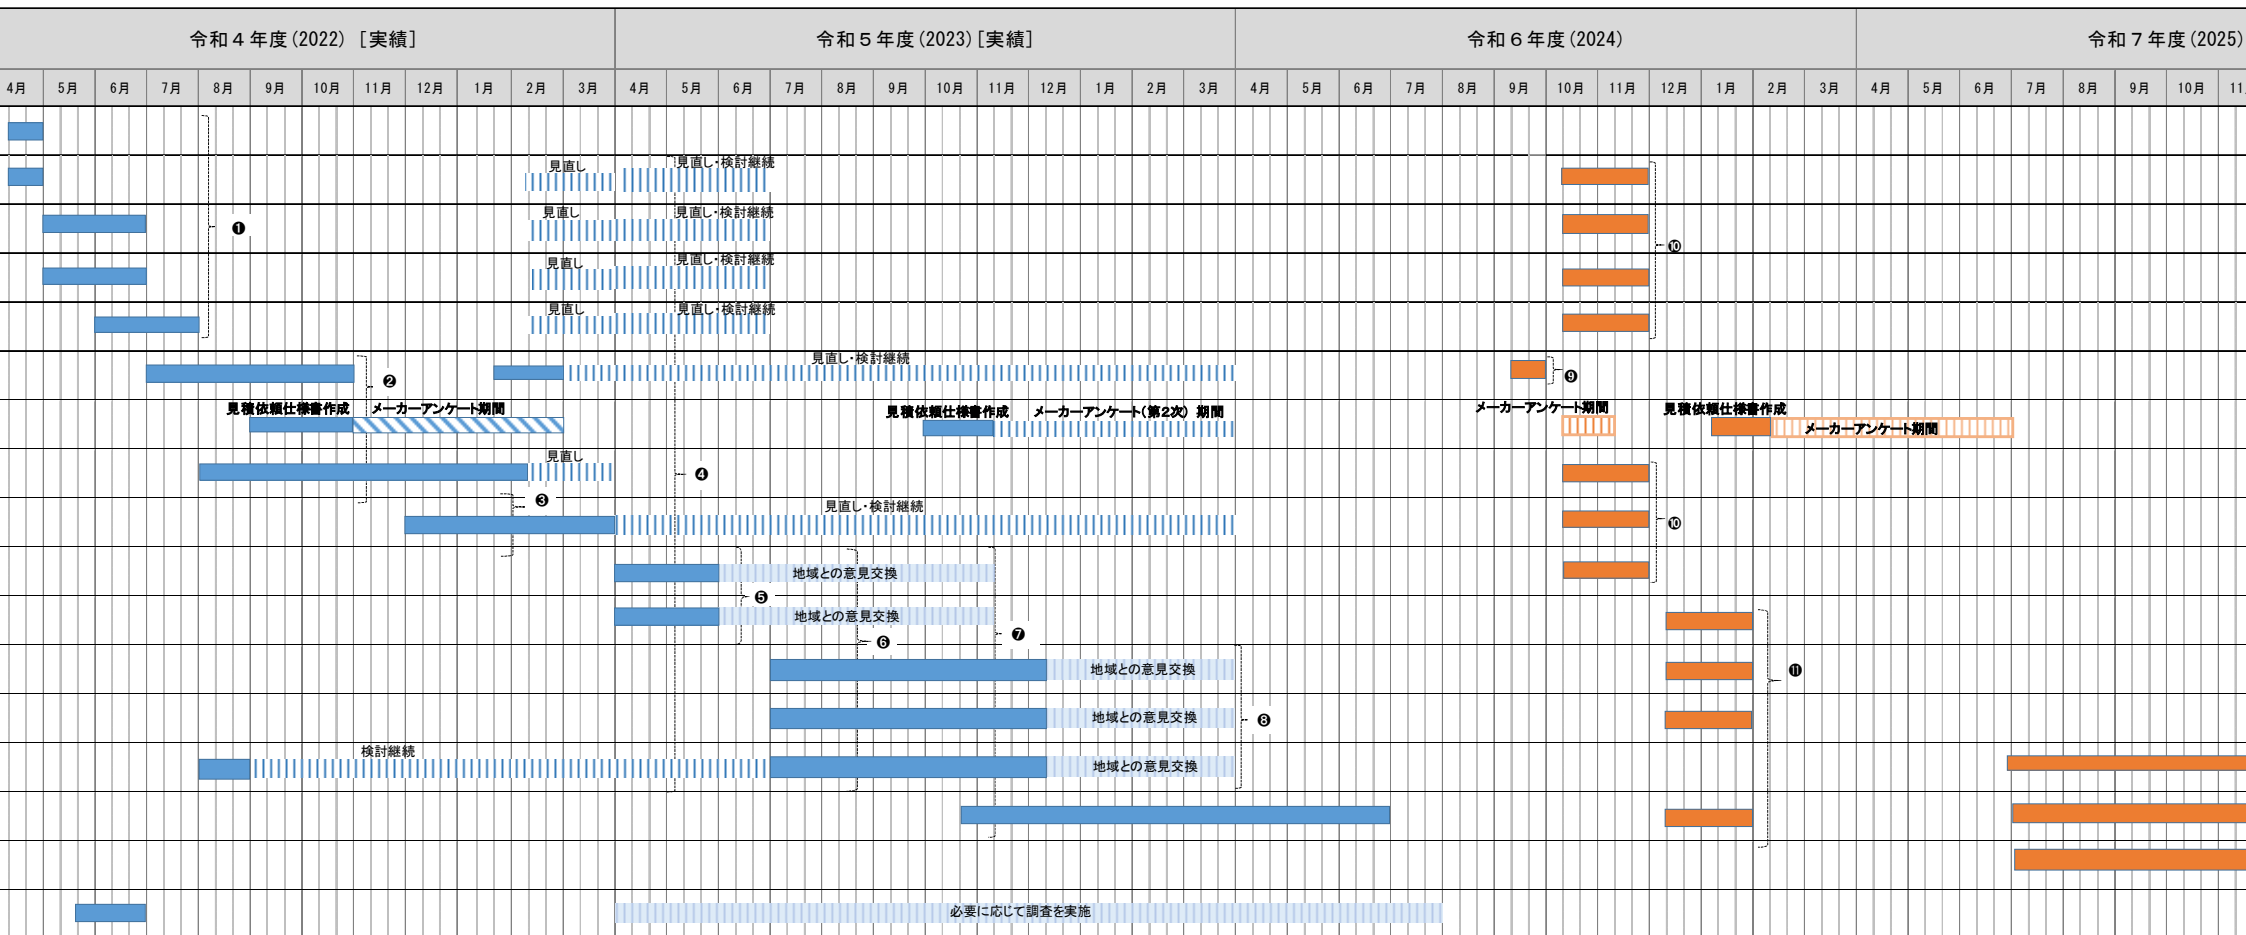 令和４年度(2022) [実績]
令和５年度(2023)[実績]
令和６年度(2024)
令和７年度(2025)
4月 5月 6月 7月 8月 9月 10月 11月 12月 1月 2月 3月 4月 5月 6月 7月 8月 9月 10月 11月 12月 1月 2月 3月 4月 5月 6月 7月 8月 9月 10月 11月 12月 1月 2月 3月 4月 5月 6月 7月 8月 9月 10月 11
見直し 見直し・検討継続
見直し 見直し・検討継続
❶
❿
見直し 見直し・検討継続
見直し 見直し・検討継続
見直し・検討継続
❷
❾
見積依頼仕様書作成 メーカーアンケート期間
見積依頼仕様書作成 メーカーアンケート(第２次) 期間
メーカーアンケート期間
見積依頼仕様書作成
メーカーアンケート期間
見直し
❹
❸
見直し・検討継続
❿
地域との意見交換
❺
地域との意見交換
❼
❻
地域との意見交換
⓫
地域との意見交換
❽
検討継続
地域との意見交換
必要に応じて調査を実施